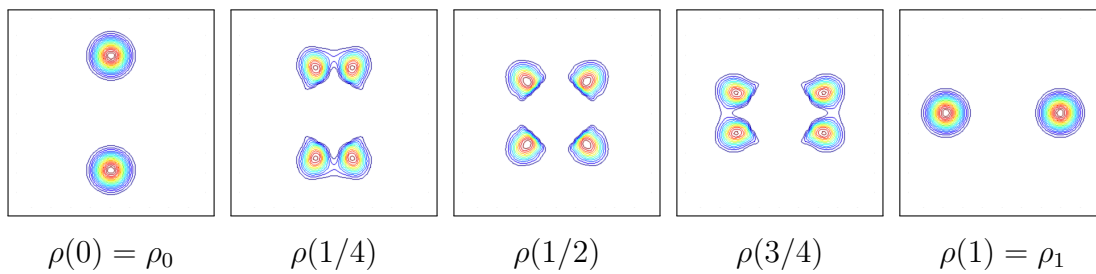 ρ(0) = ρ₀ ρ(1/4) ρ(1/2) ρ(3/4) ρ(1) = ρ₁